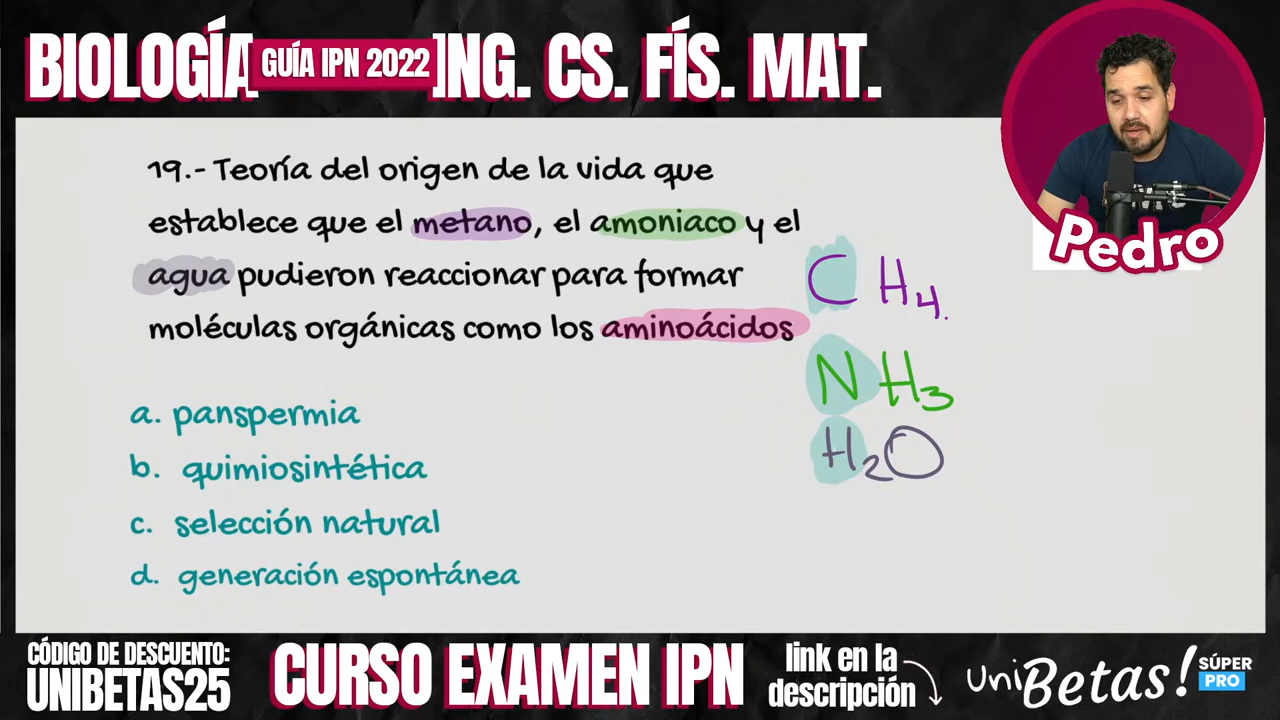 BIOLOGÍA [GUÍA IPN 2022] ING. CS. FÍS. MAT.
Pedro
19.- Teoría del origen de la vida que
establece que el metano, el amoniaco y el
agua pudieron reaccionar para formar
moléculas orgánicas como los aminoácidos
CH4.
NH3
H2O
a. panspermia
b. quimiosintética
c. selección natural
d. generación espontánea
CÓDIGO DE DESCUENTO:
UNIBETAS25
CURSO EXAMEN IPN
link en la
descripción
UniBetas!
SÚPER
PRO